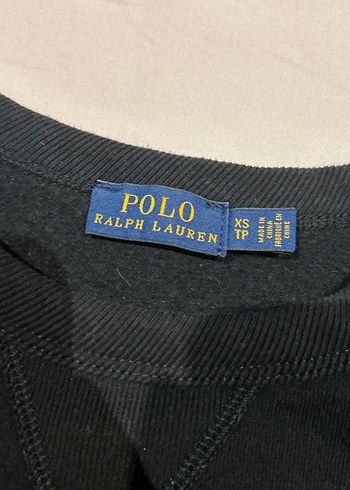 POLO
RALPH LAUREN
XS
TP
MADE IN
CHINA
FABRIQUÉ EN
CHINE